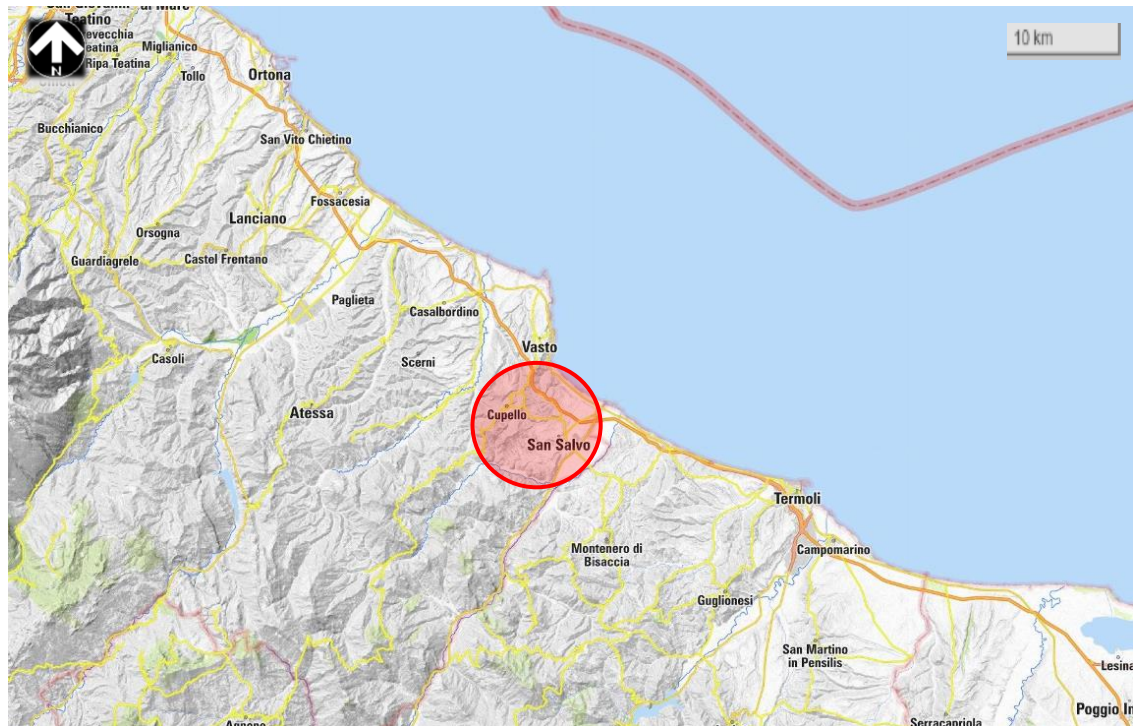 10 km
N
Teatino
Miglianico
Ripa Teatina
Tollo
Ortona
Bucchianico
San Vito Chietino
Fossacesia
Lanciano
Orsogna
Guardiagrele
Castel Frentano
Paglieta
Casalbordino
Vasto
Casoli
Scerni
Atessa
Cupello
San Salvo
Termoli
Montenero di
Bisaccia
Campomarino
Guglionesi
San Martino
in Pensilis
Lesina
Poggio Im
Serracapriola